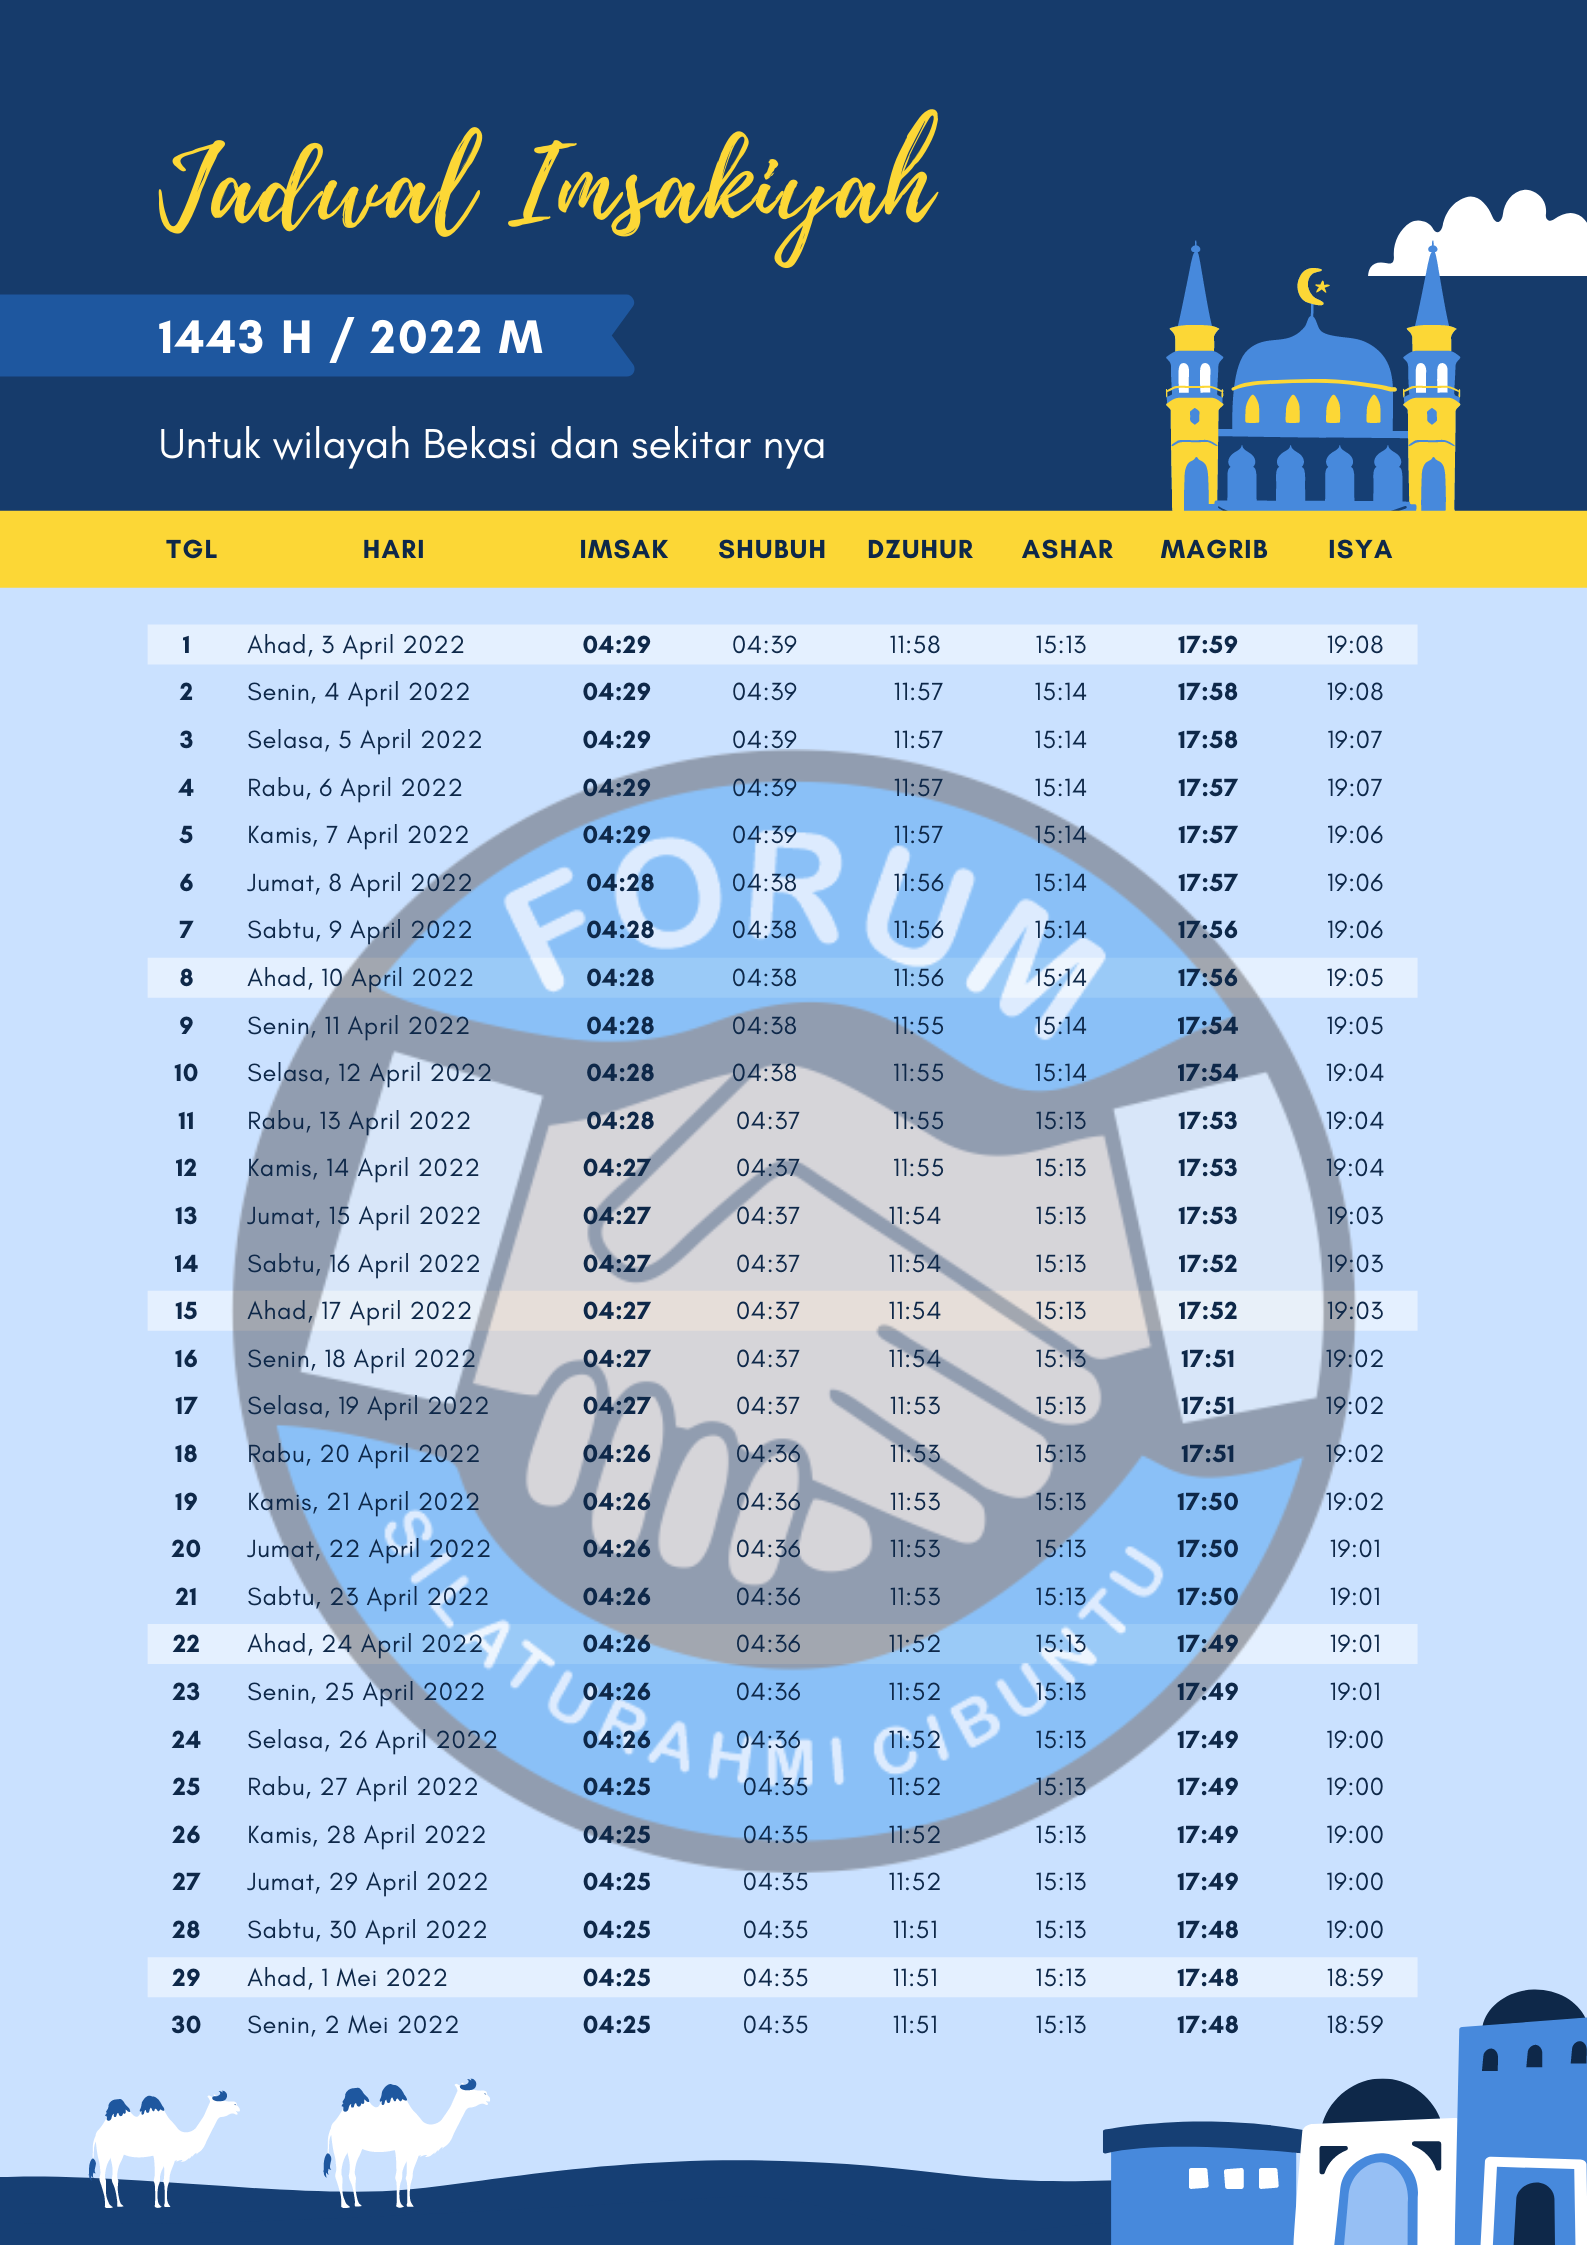 Jadwal Imsakiyah
1443 H / 2022 M
Untuk wilayah Bekasi dan sekitar nya
TGL HARI IMSAK SHUBUH DZUHUR ASHAR MAGRIB ISYA
1 Ahad, 3 April 2022 04:29 04:39 11:58 15:13 17:59 19:08
2 Senin, 4 April 2022 04:29 04:39 11:57 15:14 17:58 19:08
3 Selasa, 5 April 2022 04:29 04:39 11:57 15:14 17:58 19:07
4 Rabu, 6 April 2022 04:29 04:39 11:57 15:14 17:57 19:07
5 Kamis, 7 April 2022 04:29 04:39 11:57 15:14 17:57 19:06
6 Jumat, 8 April 2022 04:28 04:38 11:56 15:14 17:57 19:06
7 Sabtu, 9 April 2022 04:28 04:38 11:56 15:14 17:56 19:06
8 Ahad, 10 April 2022 04:28 04:38 11:56 15:14 17:56 19:05
9 Senin, 11 April 2022 04:28 04:38 11:55 15:14 17:54 19:05
10 Selasa, 12 April 2022 04:28 04:38 11:55 15:14 17:54 19:04
11 Rabu, 13 April 2022 04:28 04:37 11:55 15:13 17:53 19:04
12 Kamis, 14 April 2022 04:27 04:37 11:55 15:13 17:53 19:04
13 Jumat, 15 April 2022 04:27 04:37 11:54 15:13 17:53 19:03
14 Sabtu, 16 April 2022 04:27 04:37 11:54 15:13 17:52 19:03
15 Ahad, 17 April 2022 04:27 04:37 11:54 15:13 17:52 19:03
16 Senin, 18 April 2022 04:27 04:37 11:54 15:13 17:51 19:02
17 Selasa, 19 April 2022 04:27 04:37 11:53 15:13 17:51 19:02
18 Rabu, 20 April 2022 04:26 04:36 11:53 15:13 17:51 19:02
19 Kamis, 21 April 2022 04:26 04:36 11:53 15:13 17:50 19:02
20 Jumat, 22 April 2022 04:26 04:36 11:53 15:13 17:50 19:01
21 Sabtu, 23 April 2022 04:26 04:36 11:53 15:13 17:50 19:01
22 Ahad, 24 April 2022 04:26 04:36 11:52 15:13 17:49 19:01
23 Senin, 25 April 2022 04:26 04:36 11:52 15:13 17:49 19:01
24 Selasa, 26 April 2022 04:26 04:36 11:52 15:13 17:49 19:00
25 Rabu, 27 April 2022 04:25 04:35 11:52 15:13 17:49 19:00
26 Kamis, 28 April 2022 04:25 04:35 11:52 15:13 17:49 19:00
27 Jumat, 29 April 2022 04:25 04:35 11:52 15:13 17:49 19:00
28 Sabtu, 30 April 2022 04:25 04:35 11:51 15:13 17:48 19:00
29 Ahad, 1 Mei 2022 04:25 04:35 11:51 15:13 17:48 18:59
30 Senin, 2 Mei 2022 04:25 04:35 11:51 15:13 17:48 18:59
FORUM
SILATURAHMI CIBUNTU